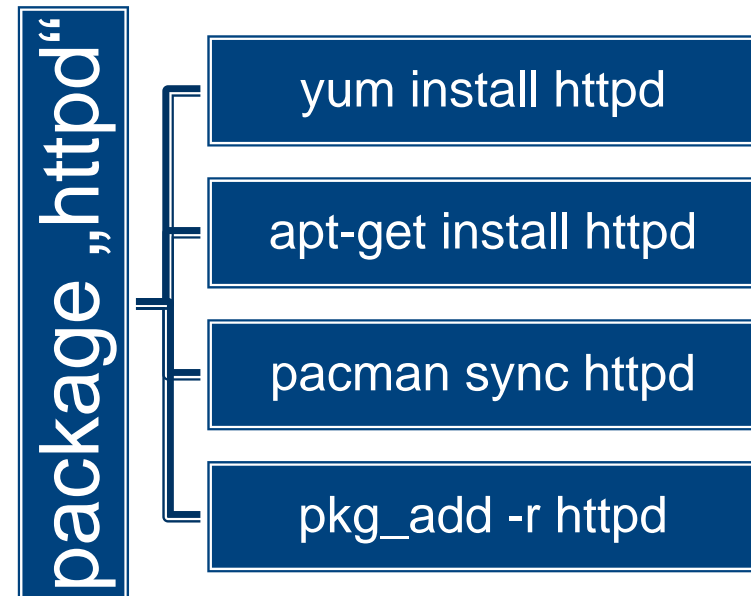 package „httpd“
yum install httpd
apt-get install httpd
pacman sync httpd
pkg_add -r httpd